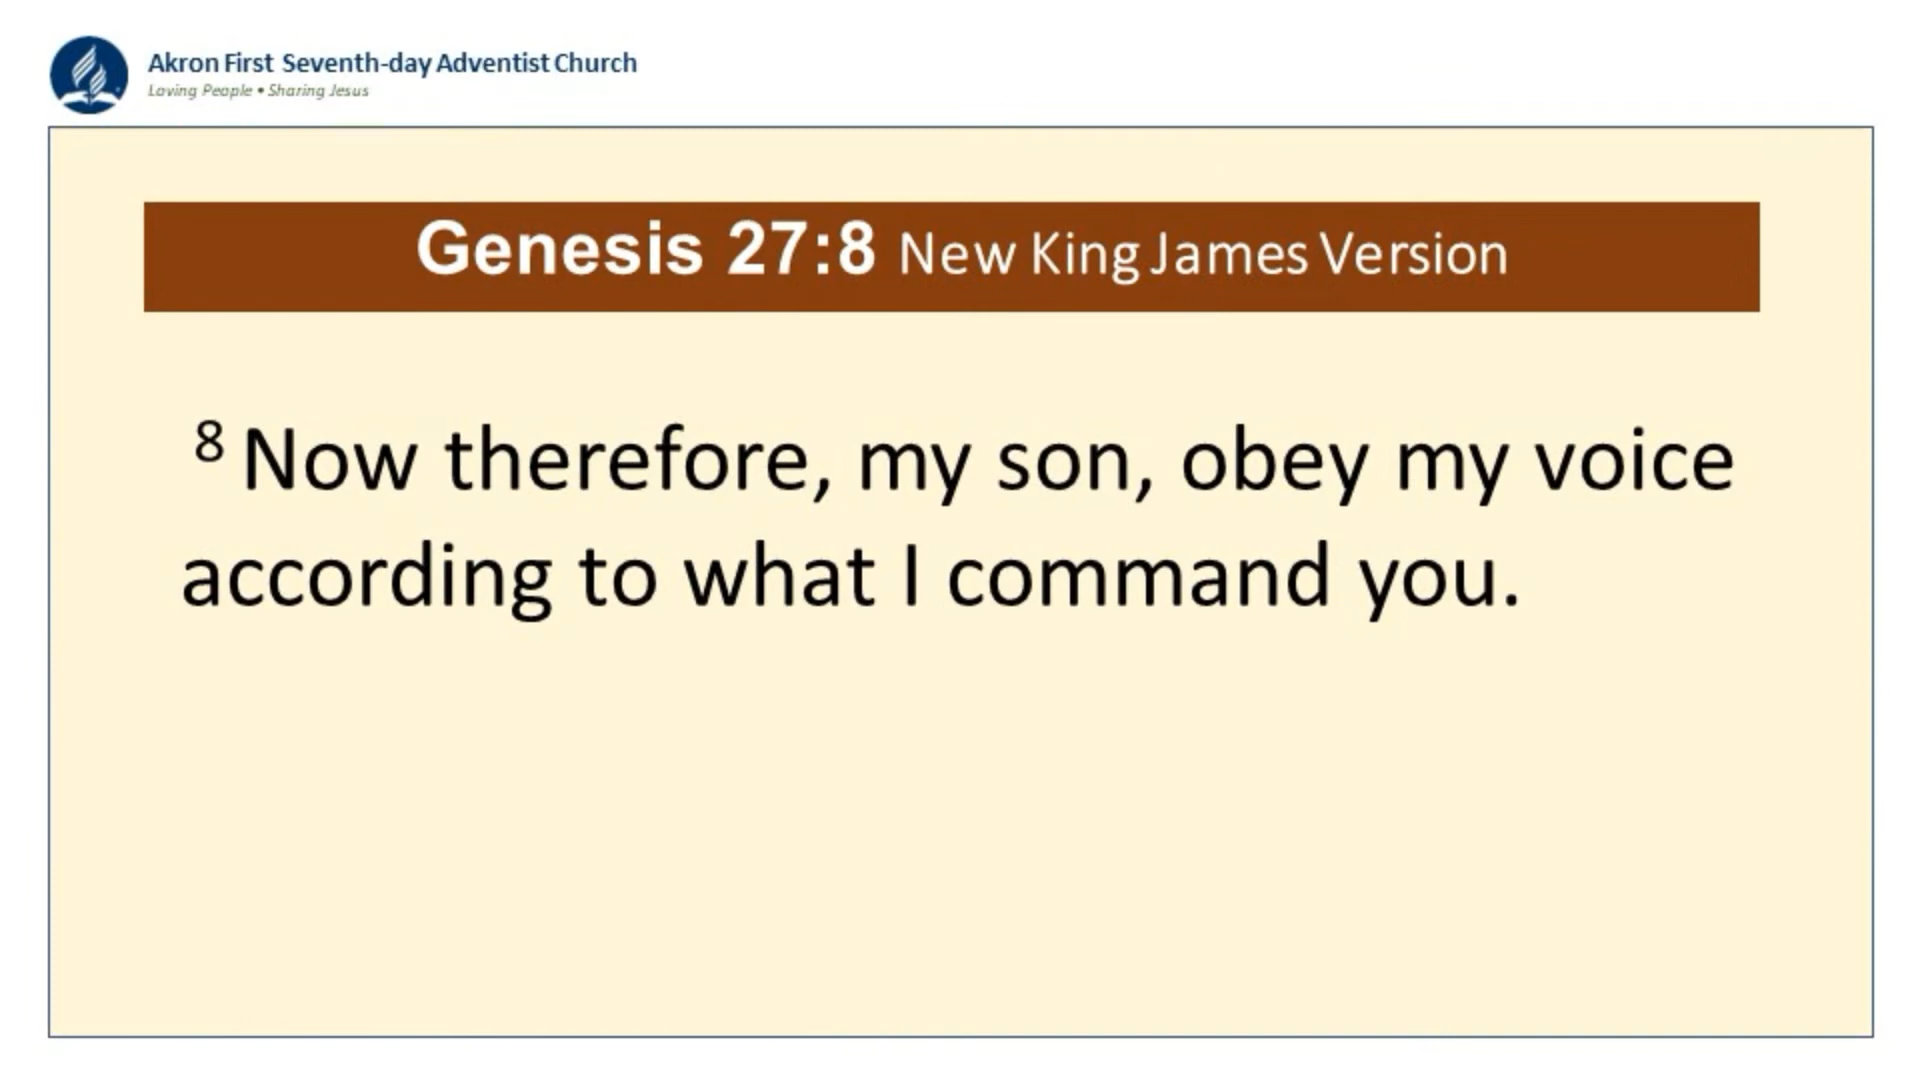 Akron First Seventh-day Adventist Church
Loving People • Sharing Jesus
Genesis 27:8 New King James Version
8 Now therefore, my son, obey my voice
according to what I command you.